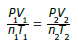 P₁V₁/n₁T₁ = P₂V₂/n₂T₂